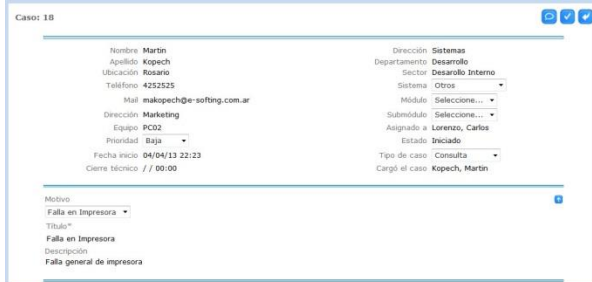 Caso: 18
Nombre Martin
Apellido Kopech
Ubicación Rosario
Teléfono 4252525
Mail makopech@e-softing.com.ar
Dirección Marketing
Equipo PC02
Prioridad Baja
Fecha inicio 04/04/13 22:23
Cierre técnico / / 00:00
Dirección Sistemas
Departamento Desarrollo
Sector Desarollo Interno
Sistema Otros
Módulo Seleccione...
Submódulo Seleccione...
Asignado a Lorenzo, Carlos
Estado Iniciado
Tipo de caso Consulta
Cargó el caso Kopech, Martin
Motivo
Falla en Impresora
Título*
Falla en Impresora
Descripción
Falla general de impresora